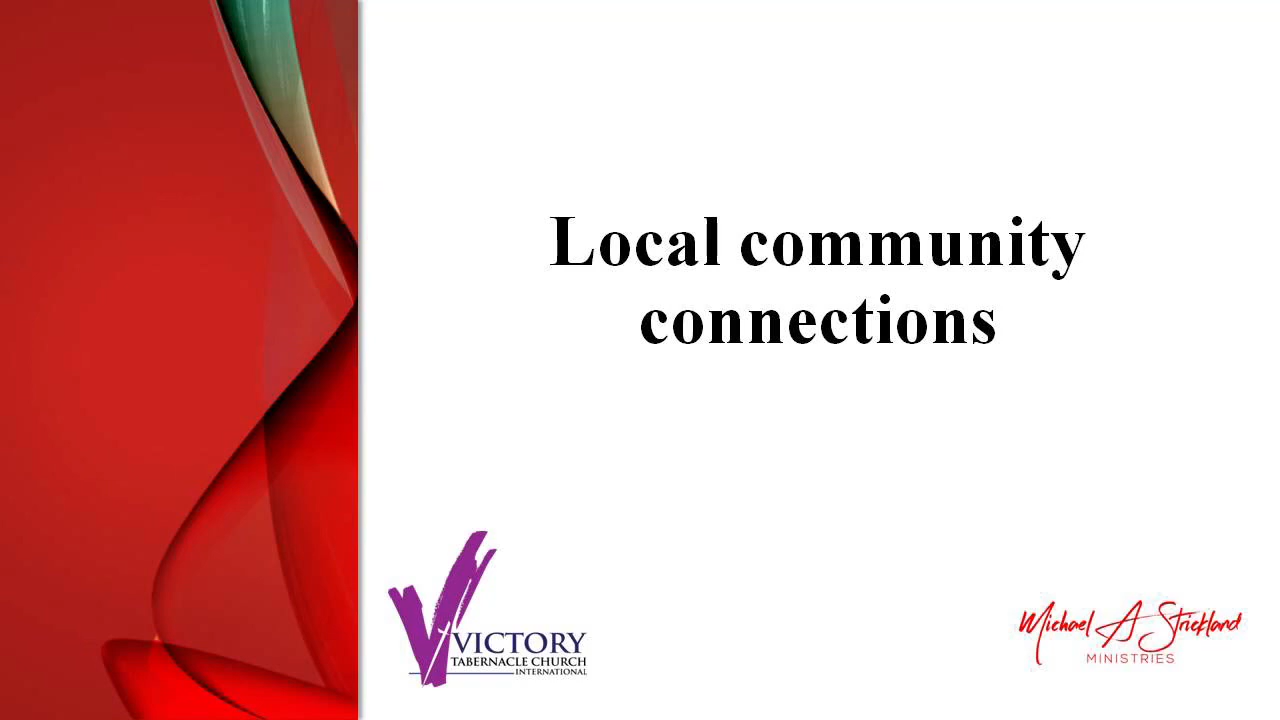 Local community
connections
VICTORY
TABERNACLE CHURCH
INTERNATIONAL
Michael A Strickland
MINISTRIES